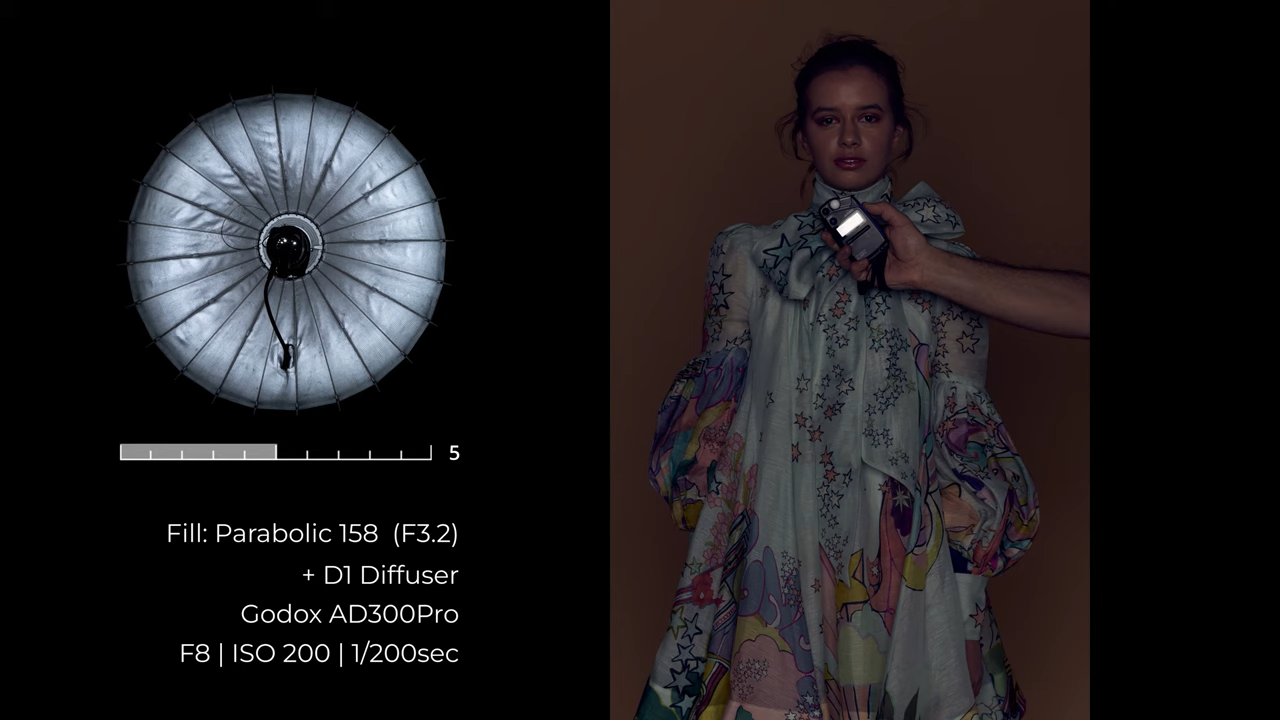 5
Fill: Parabolic 158 (F3.2)
+ D1 Diffuser
Godox AD300Pro
F8 | ISO 200 | 1/200sec